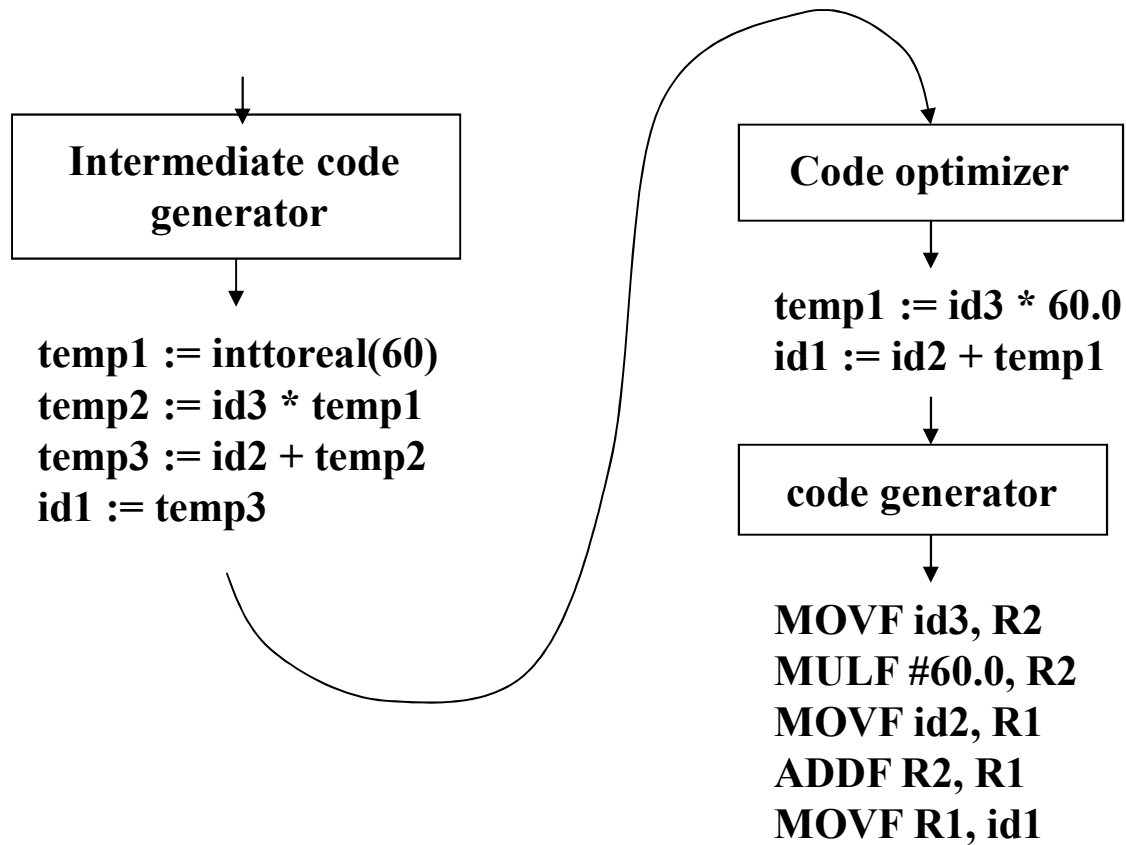 Intermediate code
generator
temp1 := inttoreal(60)
temp2 := id3 * temp1
temp3 := id2 + temp2
id1 := temp3
Code optimizer
temp1 := id3 * 60.0
id1 := id2 + temp1
code generator
MOVF id3, R2
MULF #60.0, R2
MOVF id2, R1
ADDF R2, R1
MOVF R1, id1